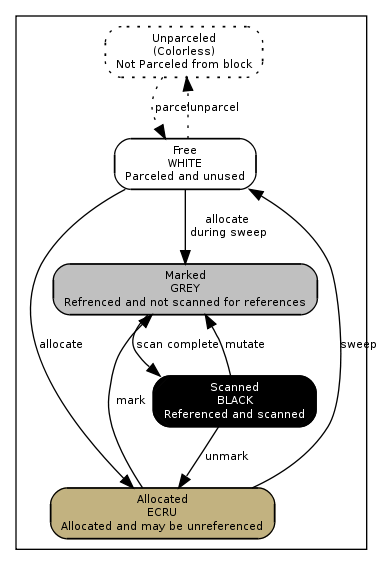 Unparceled
(Colorless)
Not Parceled from block
parcel
unparcel
Free
WHITE
Parceled and unused
allocate
during sweep
Marked
GREY
Refrenced and not scanned for references
allocate
scan complete
mutate
sweep
Scanned
BLACK
Referenced and scanned
mark
unmark
Allocated
ECRU
Allocated and may be unreferenced